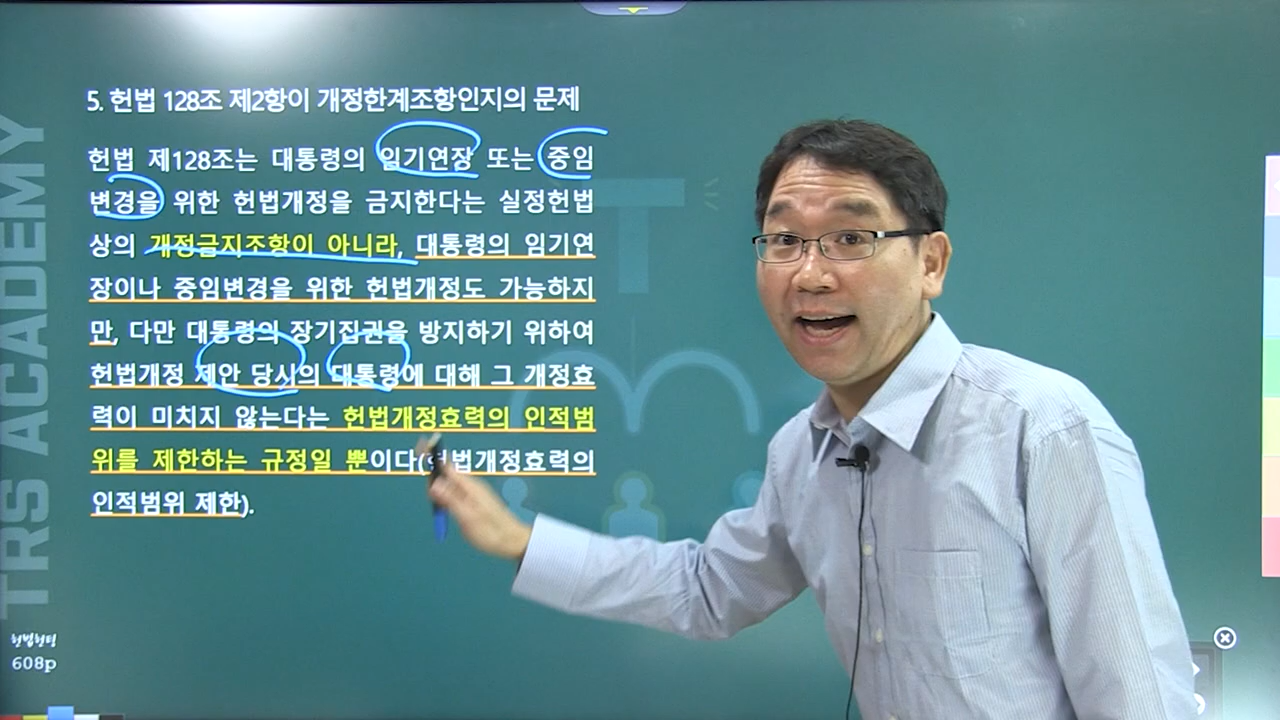 5. 헌법 128조 제2항이 개정한계조항인지의 문제
헌법 제128조는 대통령의 임기연장 또는 중임
변경을 위한 헌법개정을 금지한다는 실정헌법
상의 개정금지조항이 아니라, 대통령의 임기연
장이나 중임변경을 위한 헌법개정도 가능하지
만, 다만 대통령의 장기집권을 방지하기 위하여
헌법개정 제안 당시의 대통령에 대해 그 개정효
력이 미치지 않는다는 헌법개정효력의 인적범
위를 제한하는 규정일 뿐이다(헌법개정효력의
인적범위 제한).
TRS ACADEMY
608p